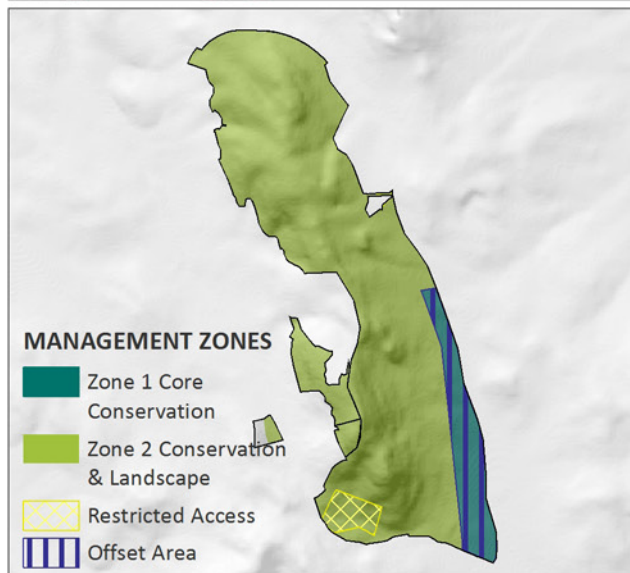 MANAGEMENT ZONES
Zone 1 Core
Conservation
Zone 2 Conservation
& Landscape
Restricted Access
Offset Area